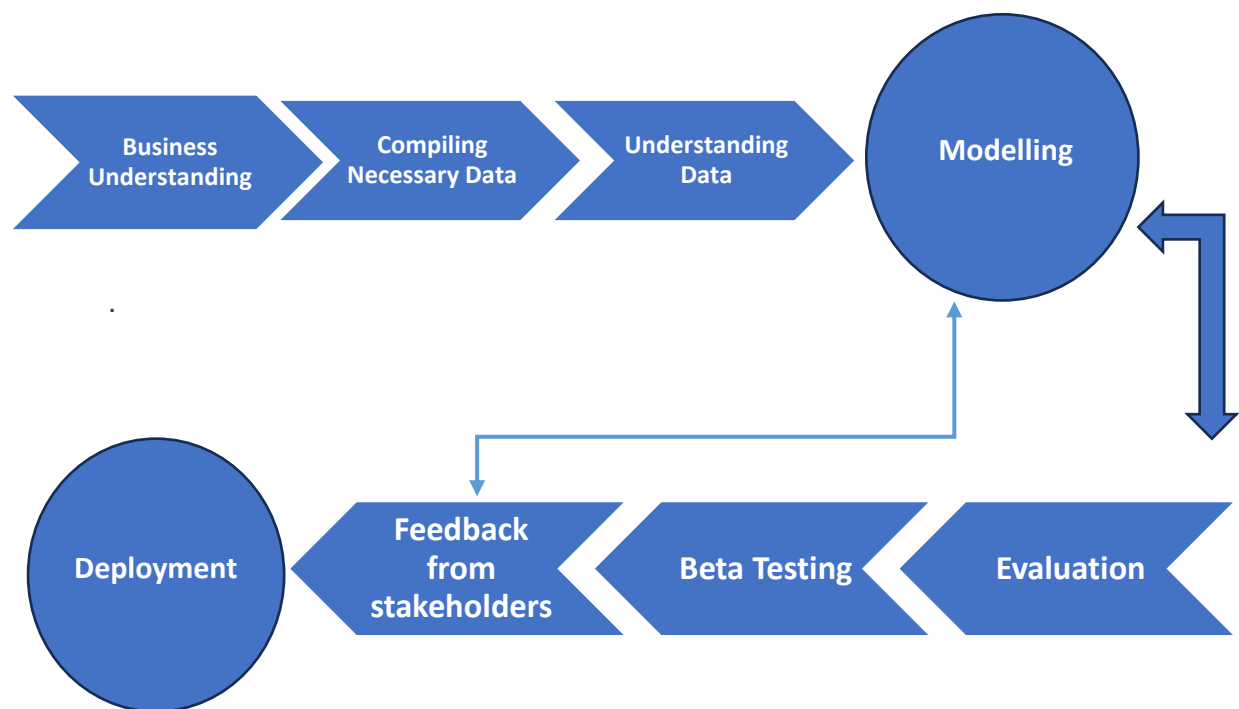 Business
Understanding
Compiling
Necessary Data
Understanding
Data
Modelling
.
Deployment
Feedback
from
stakeholders
Beta Testing
Evaluation